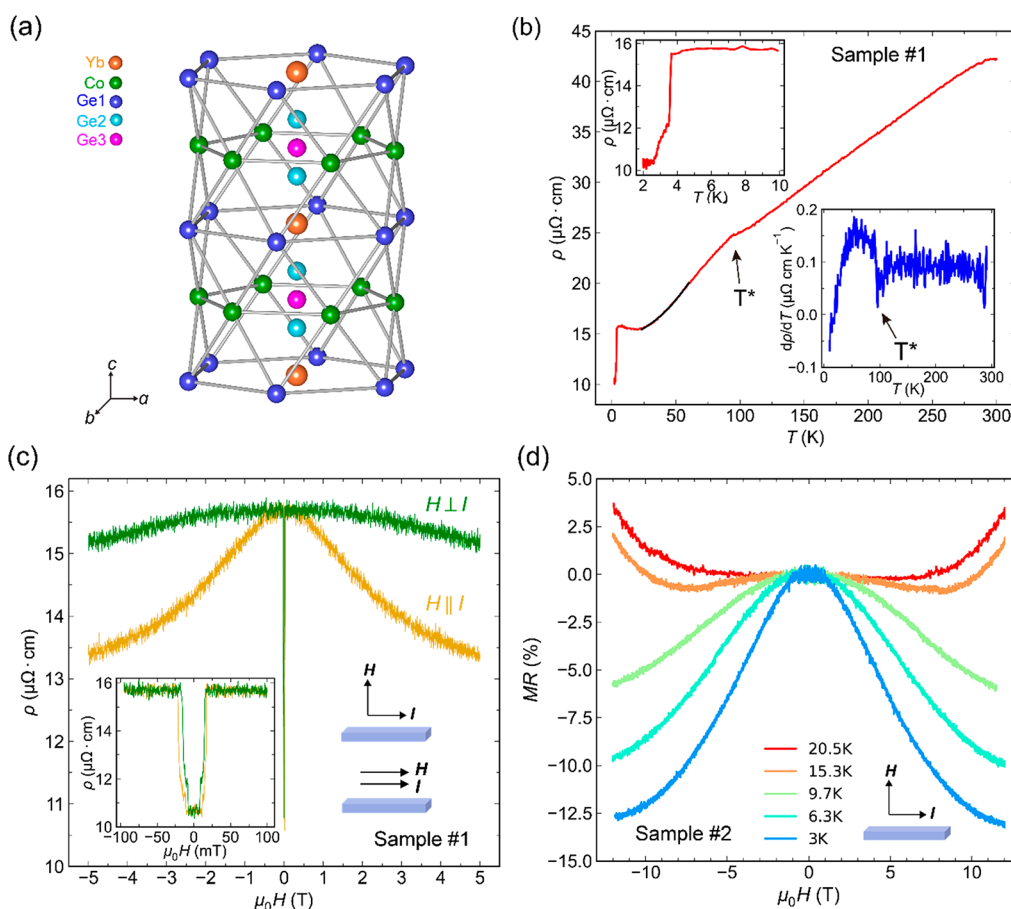 (a)
Yb
Co
Ge1
Ge2
Ge3
c
b
a
(b)
Sample #1
ρ (μΩ·cm)
45
40
35
30
25
20
15
10
0
50
100
150
200
250
300
T (K)
T*
ρ (μΩ·cm)
16
14
12
10
2
4
6
8
10
T (K)
dρ/dT (μΩ cm K⁻¹)
0.2
0.1
0.0
−0.1
0
100
200
300
T (K)
T*
(c)
ρ (μΩ·cm)
16
15
14
13
12
11
10
−5
−4
−3
−2
−1
0
1
2
3
4
5
μ₀H (T)
H⊥I
H∥I
H
I
H
I
Sample #1
ρ (μΩ·cm)
16
14
12
10
−100
−50
0
50
100
μ₀H (mT)
(d)
MR (%)
5.0
2.5
0.0
−2.5
−5.0
−7.5
−10.0
−12.5
−15.0
−10
−5
0
5
10
μ₀H (T)
20.5K
15.3K
9.7K
6.3K
3K
Sample #2
H
I